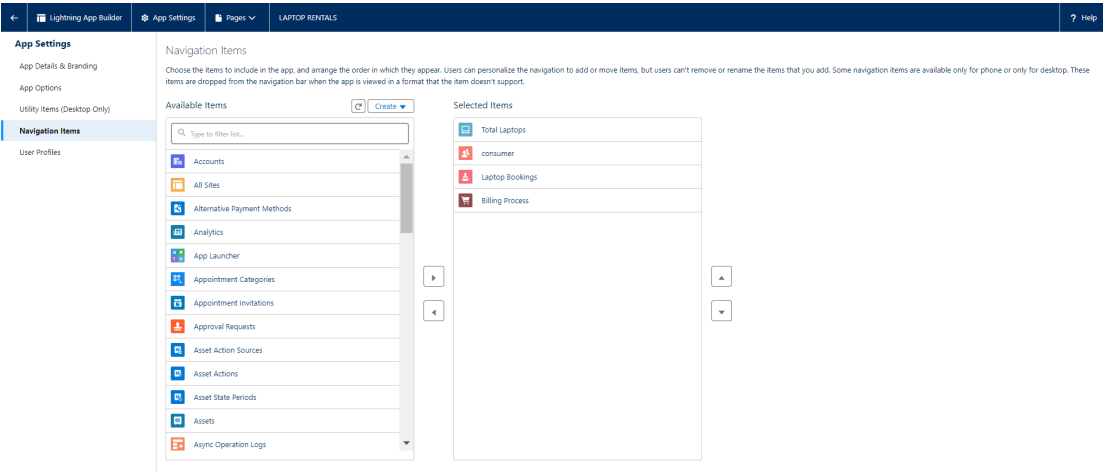 Lightning App Builder
App Settings
Pages
LAPTOP RENTALS
? Help
App Settings
App Details & Branding
App Options
Utility Items (Desktop Only)
Navigation Items
User Profiles
Navigation Items
Choose the items to include in the app, and arrange the order in which they appear. Users can personalize the navigation to add or move items, but users can't remove or rename the items that you add. Some navigation items are available only for phone or only for desktop. These
items are dropped from the navigation bar when the app is viewed in a format that the item doesn't support.
Available Items
Create
Type to filter list...
Accounts
All Sites
Alternative Payment Methods
Analytics
App Launcher
Appointment Categories
Appointment Invitations
Approval Requests
Asset Action Sources
Asset Actions
Asset State Periods
Assets
Async Operation Logs
Selected Items
Total Laptops
consumer
Laptop Bookings
Billing Process